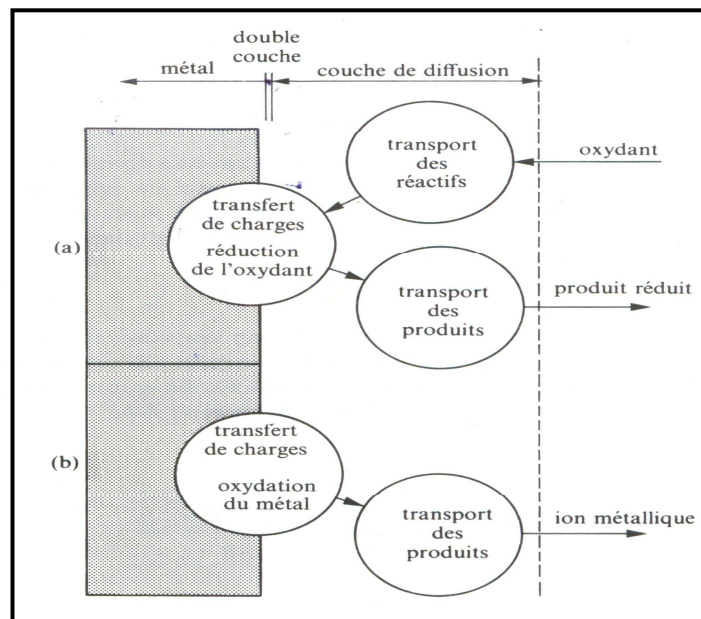 double
couche
métal
couche de diffusion
transport
des
réactifs
oxydant
transfert
de charges
réduction
de l'oxydant
(a)
transport
des
produits
produit réduit
transfert
de charges
oxydation
du métal
(b)
transport
des
produits
ion métallique